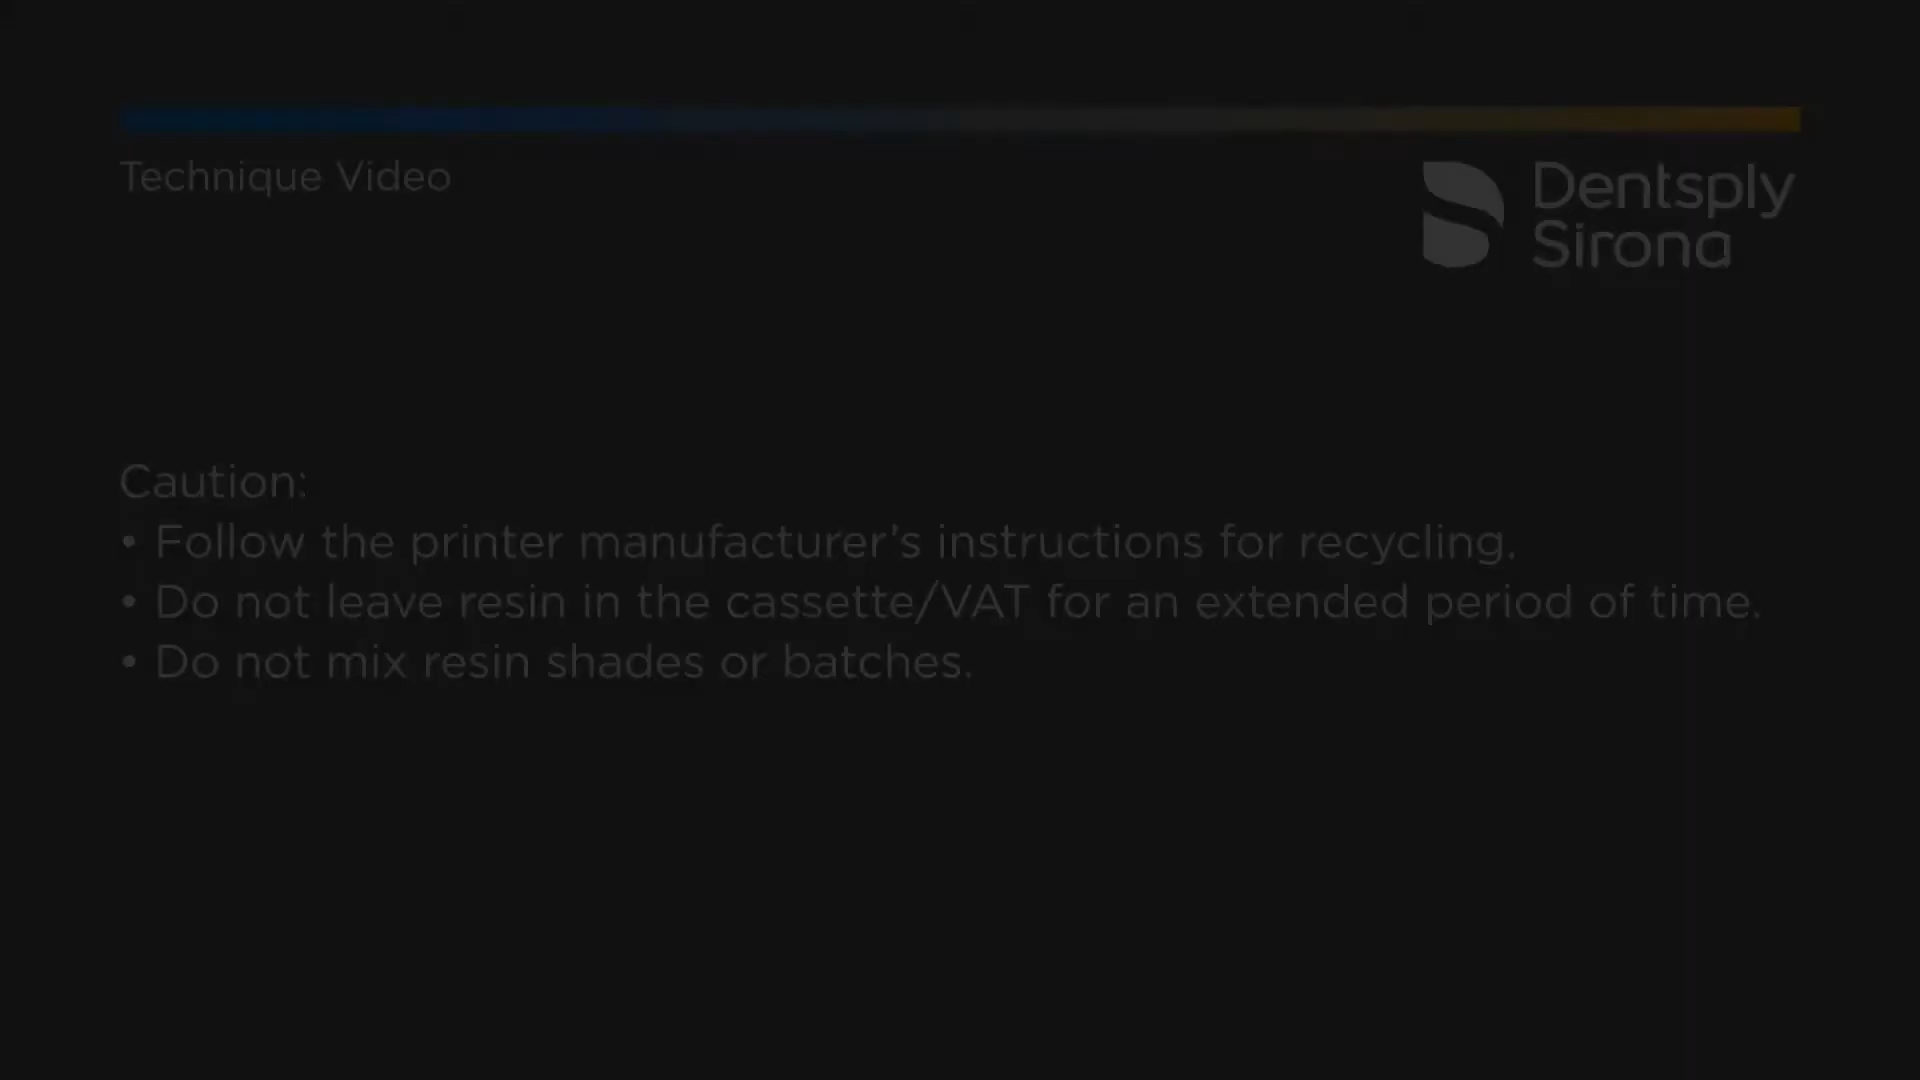 Technique Video
Dentsply
Sirona
Caution:
• Follow the printer manufacturer’s instructions for recycling.
• Do not leave resin in the cassette/VAT for an extended period of time.
• Do not mix resin shades or batches.